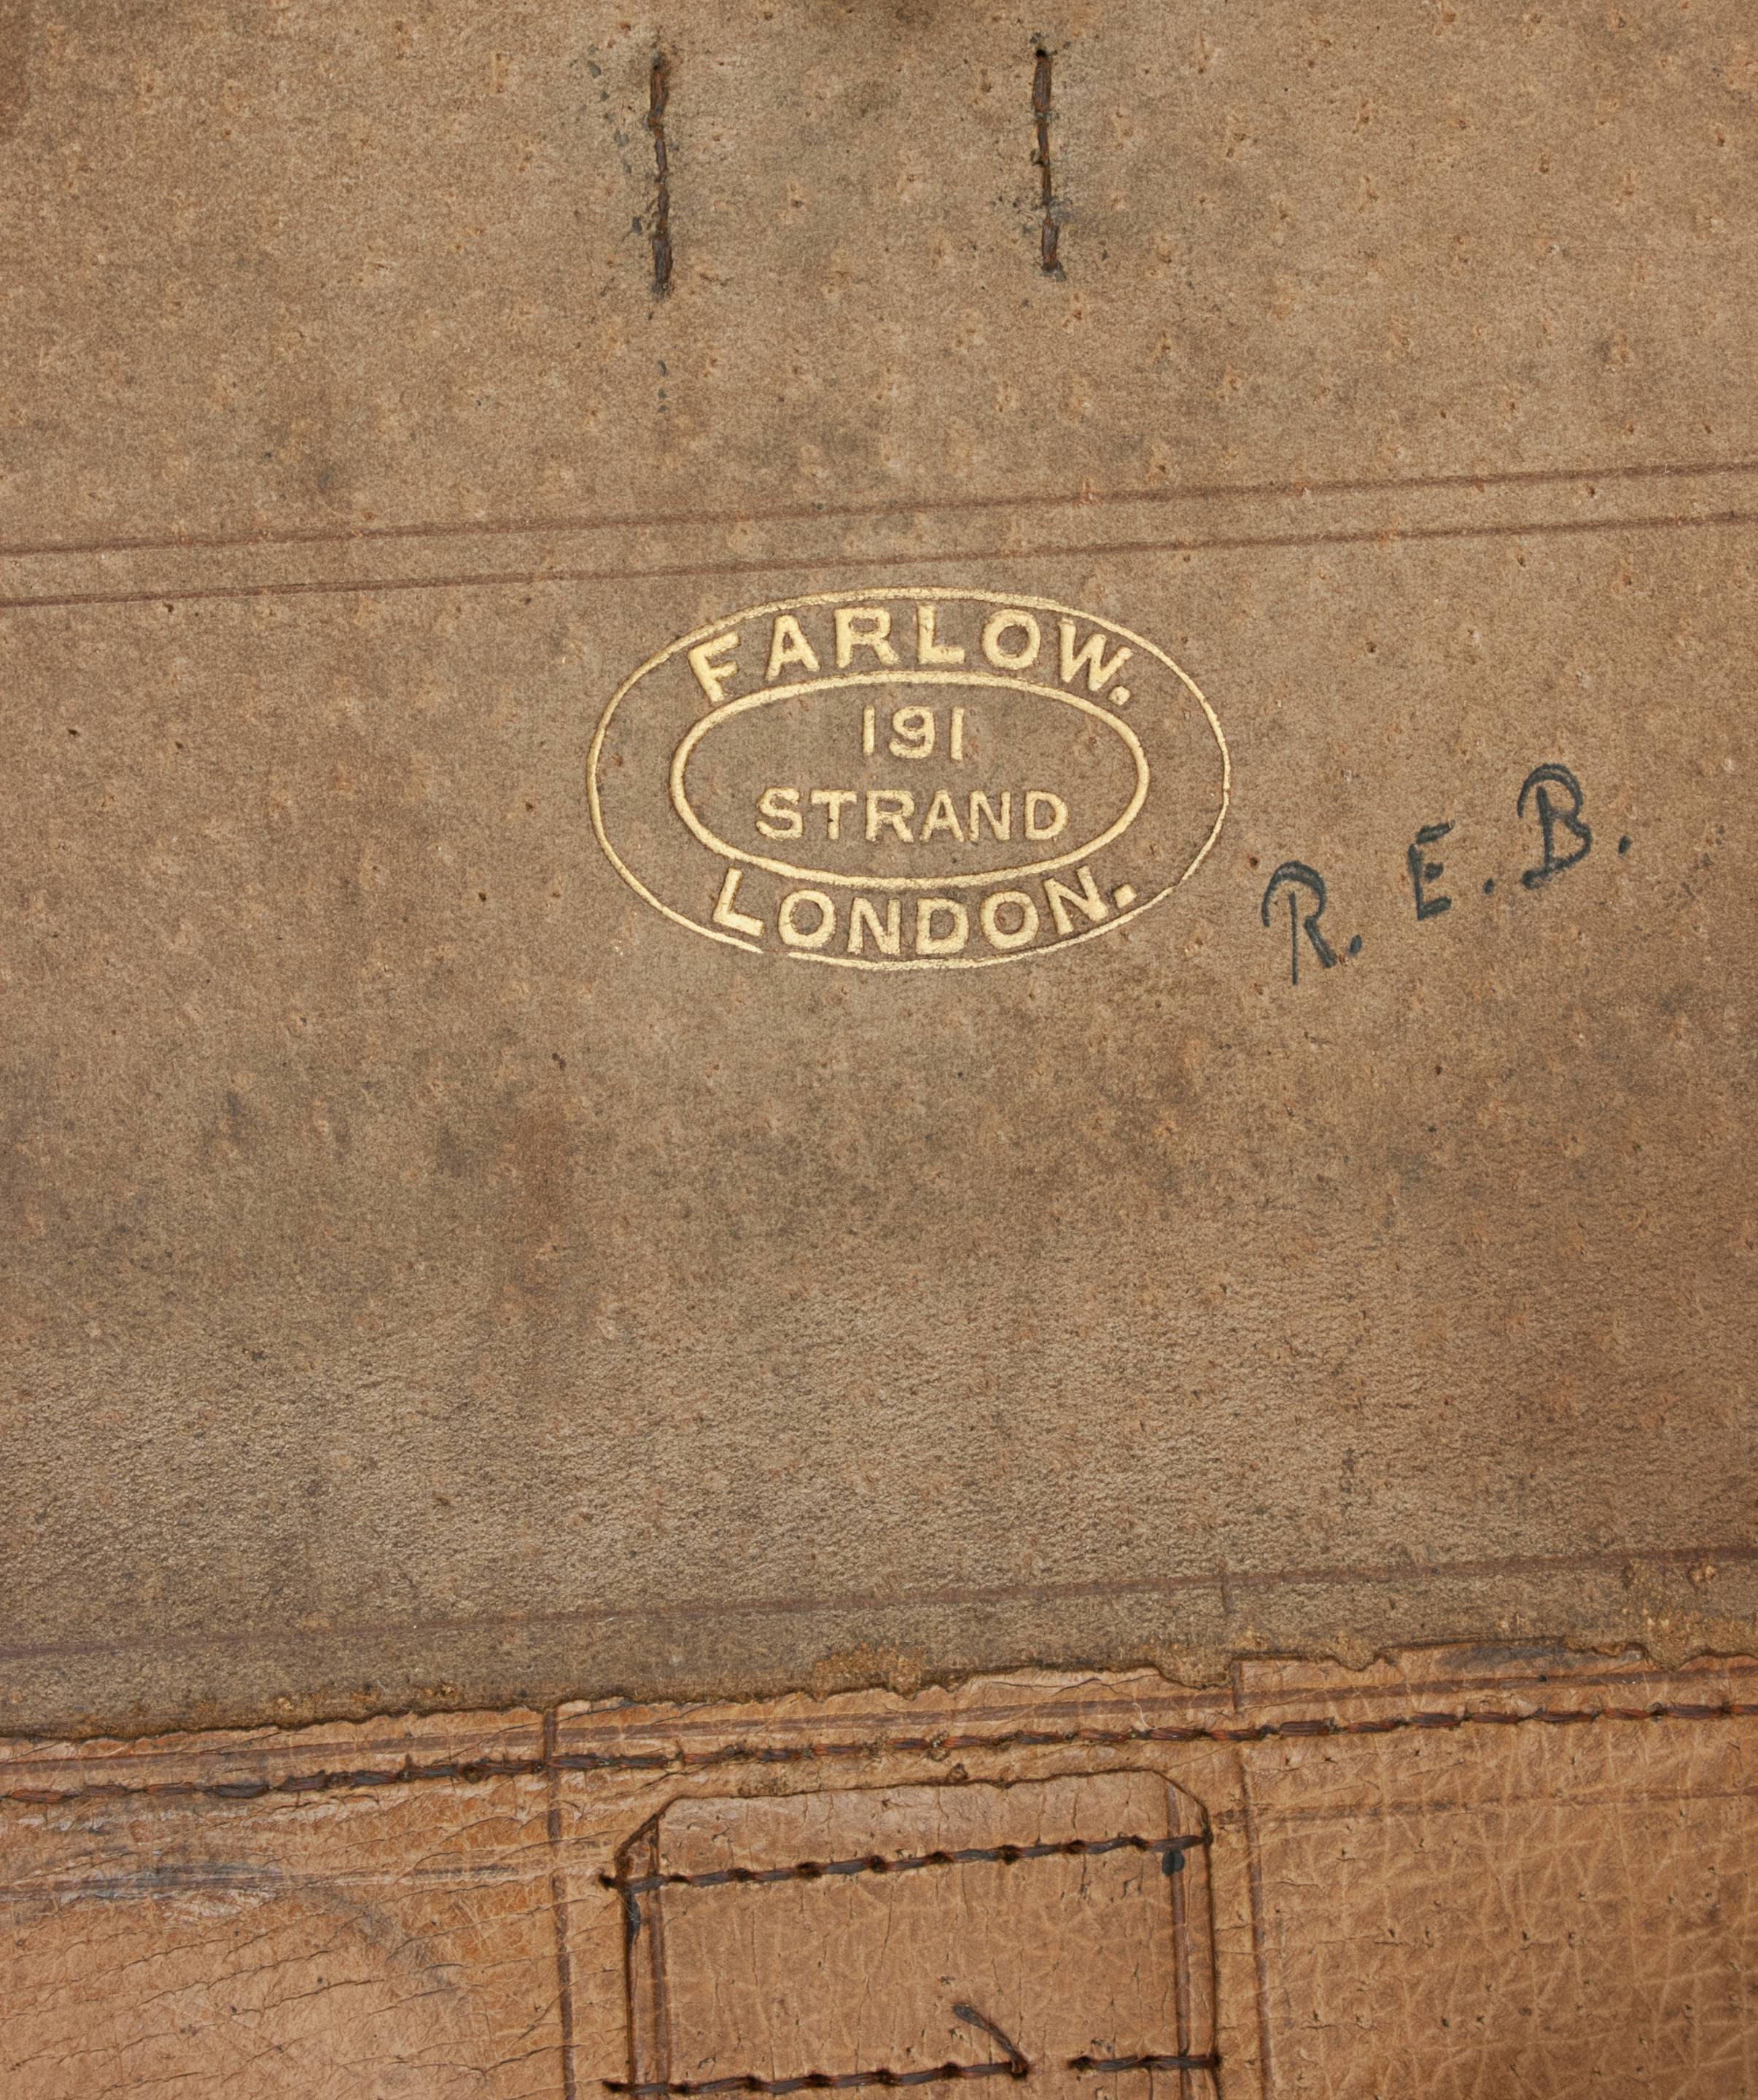 FARLOW.
191
STRAND
LONDON.
R. E. B.